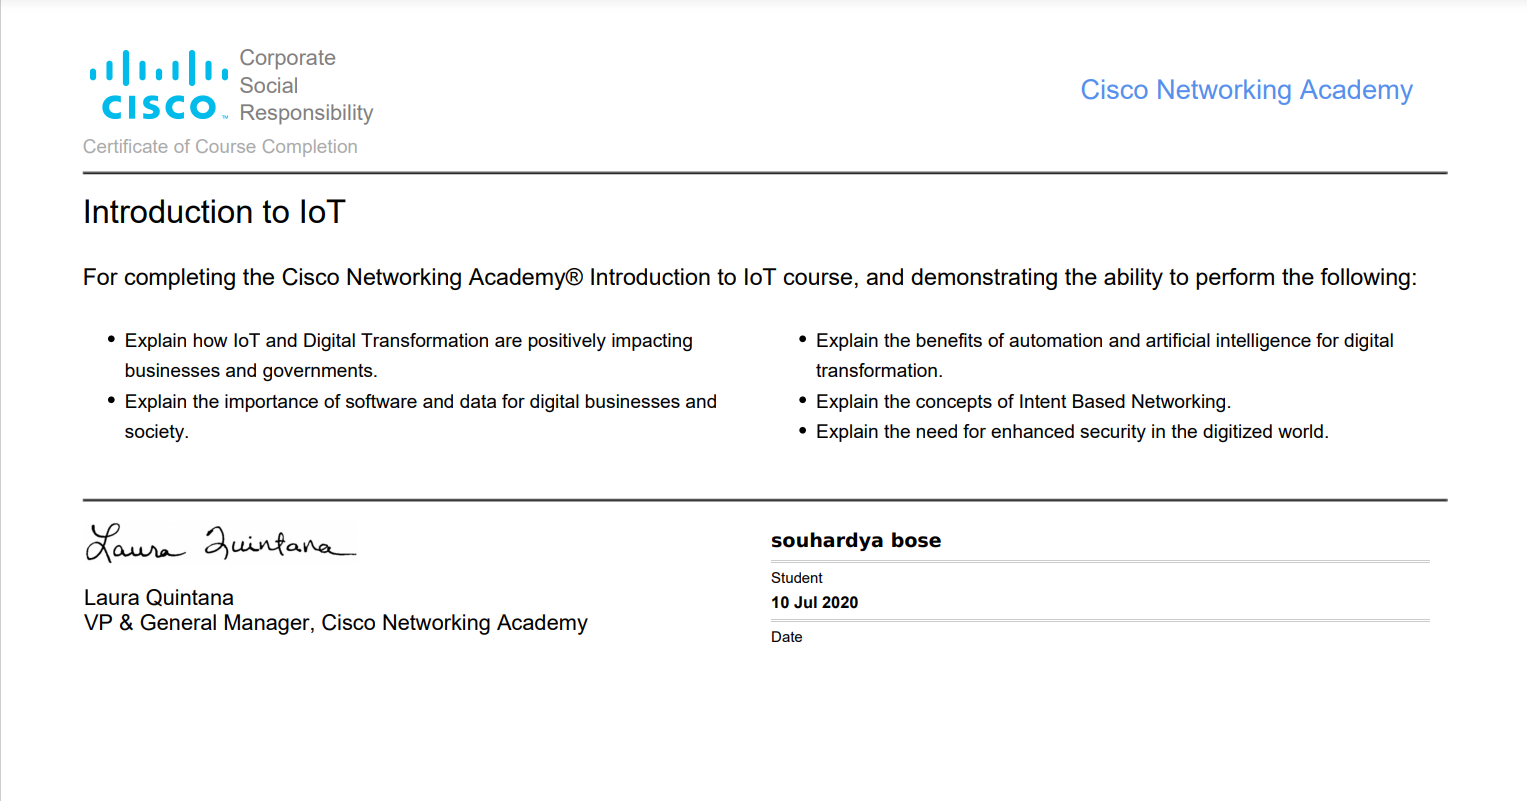 Corporate
Social
Responsibility
CISCO™
Cisco Networking Academy
Certificate of Course Completion
Introduction to IoT
For completing the Cisco Networking Academy® Introduction to IoT course, and demonstrating the ability to perform the following:
• Explain how IoT and Digital Transformation are positively impacting
businesses and governments.
• Explain the importance of software and data for digital businesses and
society.
• Explain the benefits of automation and artificial intelligence for digital
transformation.
• Explain the concepts of Intent Based Networking.
• Explain the need for enhanced security in the digitized world.
Laura Quintana
Laura Quintana
VP & General Manager, Cisco Networking Academy
souhardya bose
Student
10 Jul 2020
Date